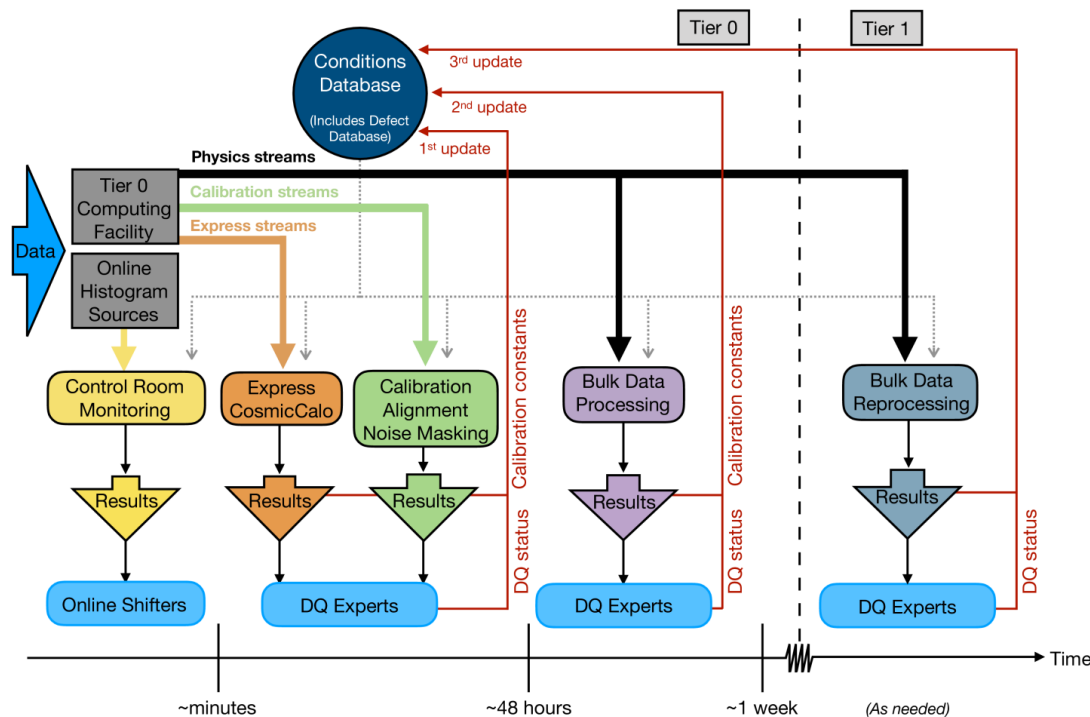 Tier 0
Tier 1
Conditions
Database
(Includes Defect
Database)
3rd update
2nd update
1st update
Physics streams
Calibration streams
Express streams
Data
Tier 0
Computing
Facility
Online
Histogram
Sources
Control Room
Monitoring
Express
CosmicCalo
Calibration
Alignment
Noise Masking
Bulk Data
Processing
Bulk Data
Reprocessing
Calibration constants
Calibration constants
Results
Results
Results
Results
Results
DQ status
DQ status
DQ status
Online Shifters
DQ Experts
DQ Experts
DQ Experts
Time
~minutes
~48 hours
~1 week
(As needed)